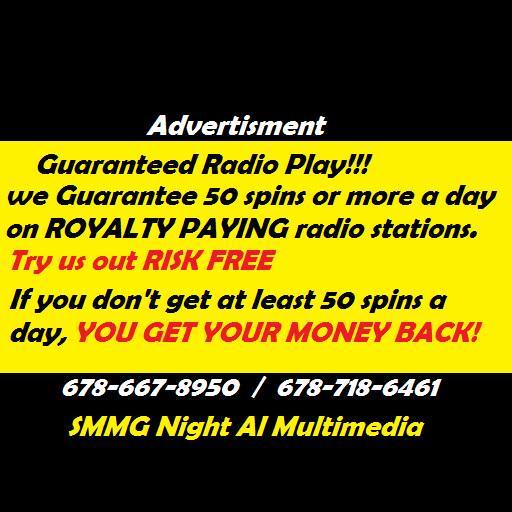 Advertisment
Guaranteed Radio Play!!!
we Guarantee 50 spins or more a day
on ROYALTY PAYING radio stations.
Try us out RISK FREE
If you don't get at least 50 spins a
day, YOU GET YOUR MONEY BACK!
678-667-8950 / 678-718-6461
SMMG Night AI Multimedia